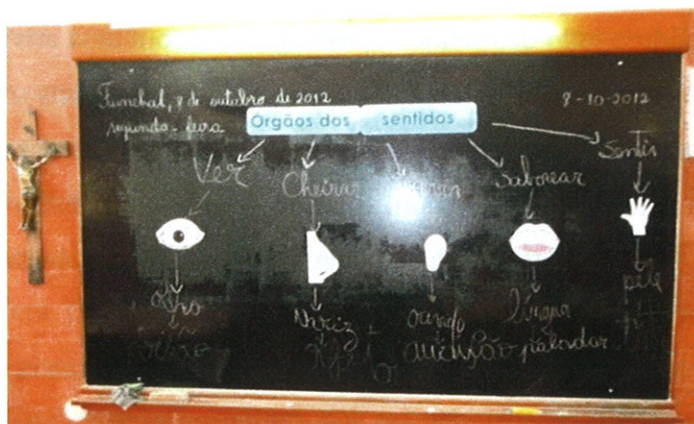 Funchal, 8 de outubro de 2012
8-10-2012
segunda-feira
Órgãos dos sentidos
Ver
Cheirar
Saborear
Sentir
olho
Nariz
ouvido
língua
pele
audição
paladar